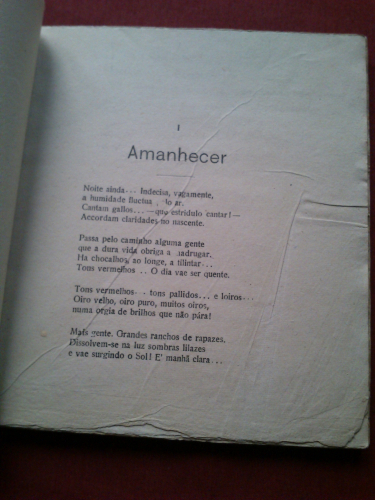 I
Amanhecer
Noite ainda... Indecisa, vagamente,
a humidade fluctua lo ar.
Cantam gallos... —que estridulo cantar!—
Accordam claridades no nascente.
Passa pelo caminho alguma gente
que a dura vida obriga a madrugar.
Ha chocalhos, ao longe, a tilintar...
Tons vermelhos... O dia vae ser quente.
Tons vermelhos... tons pallidos... e loiros...
Oiro velho, oiro puro, muitos oiros,
numa orgia de brilhos que não pára!
Mais gente. Grandes ranchos de rapazes.
Dissolvem-se na luz sombras lilazes
e vae surgindo o Sol! E' manhã clara...